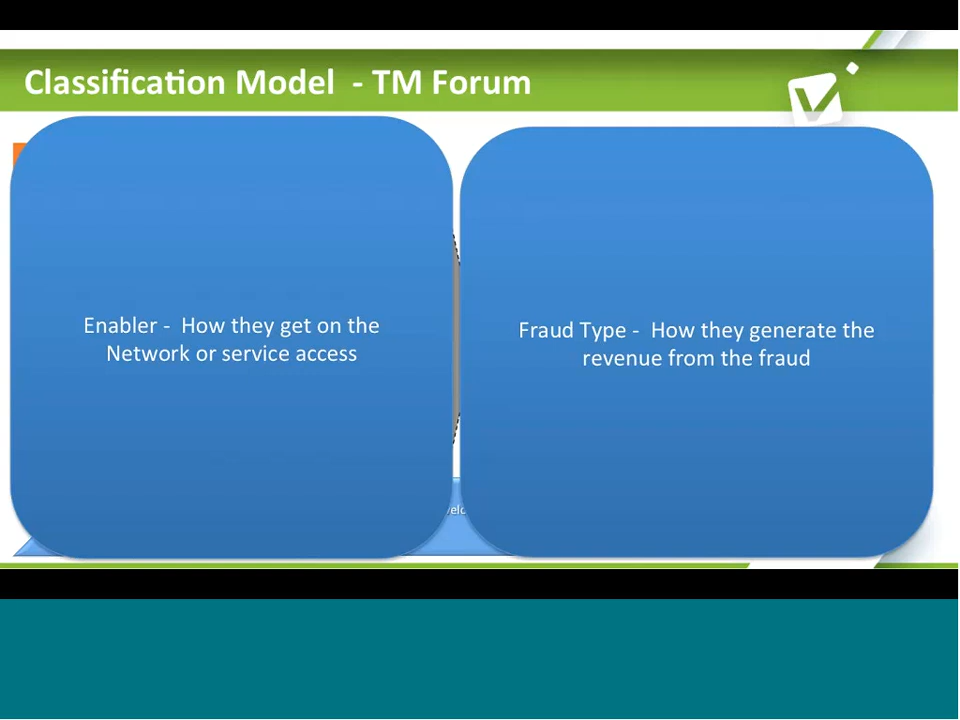 Classification Model - TM Forum
Enabler - How they get on the
Network or service access
Fraud Type - How they generate the
revenue from the fraud